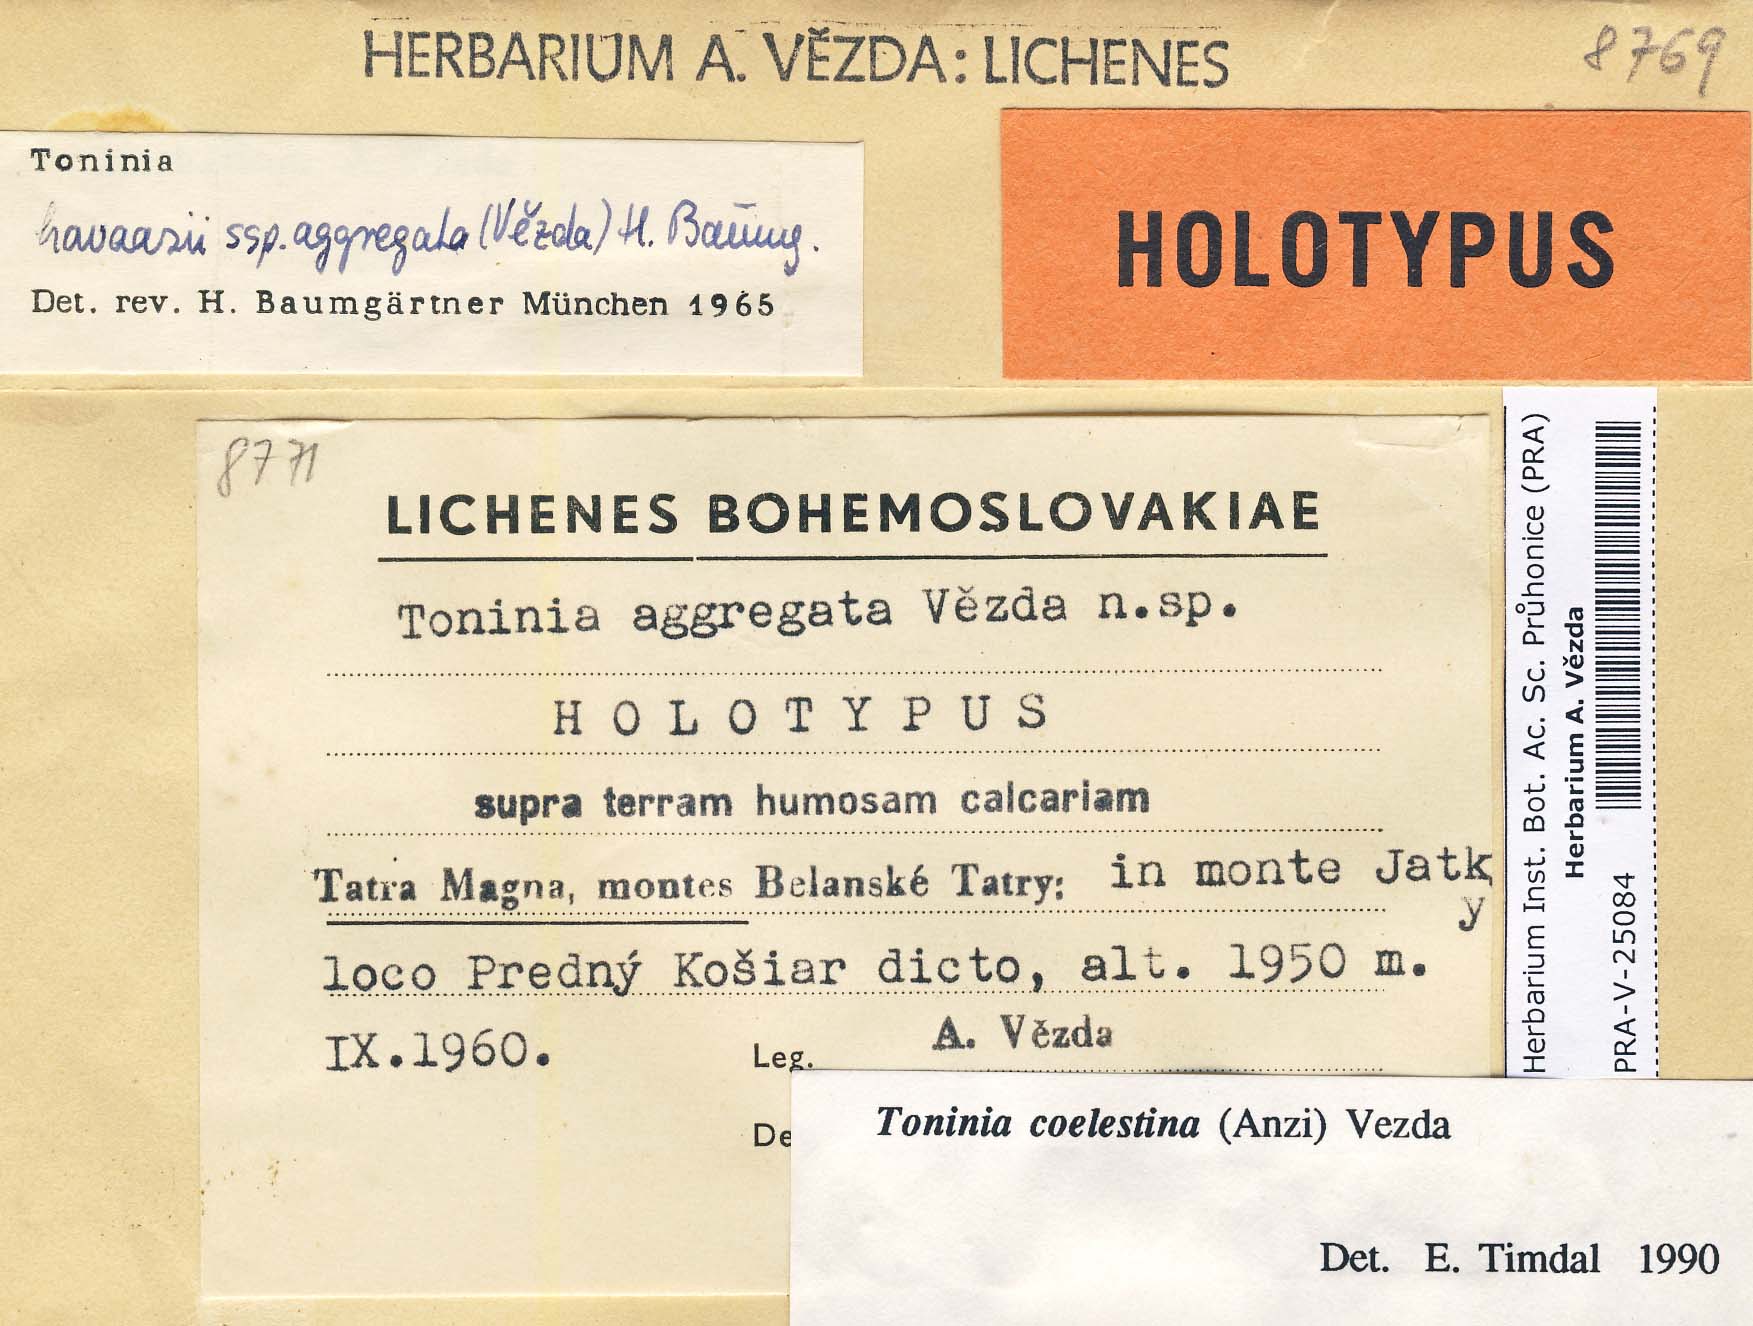 HERBARIUM A. VĚZDA: LICHENES
8769
Toninia
havaasii ssp. aggregata (Vězda) H. Baumg.
Det. rev. H. Baumgärtner München 1965
HOLOTYPUS
8771
LICHENES BOHEMOSLOVAKIAE
Toninia aggregata Vězda n.sp.
HOLOTYPUS
supra terram humosam calcariam
Tatra Magna, montes Belanské Tatry: in monte Jatky
loco Predný Košiar dicto, alt. 1950 m.
IX.1960.
Leg. A. Vězda
De
Herbarium Inst. Bot. Ac. Sc. Průhonice (PRA)
Herbarium A. Vězda
PRA-V-25084
Toninia coelestina (Anzi) Vezda
Det. E. Timdal 1990